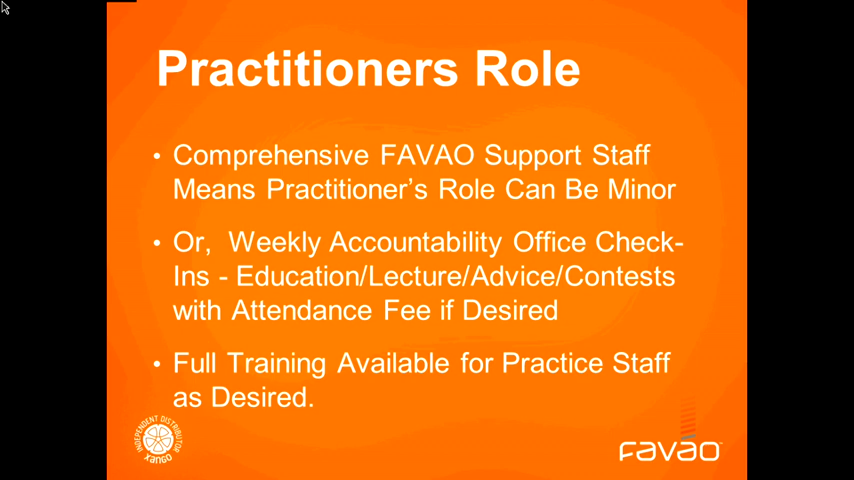 Practitioners Role
• Comprehensive FAVAO Support Staff
Means Practitioner's Role Can Be Minor
• Or, Weekly Accountability Office Check-
Ins - Education/Lecture/Advice/Contests
with Attendance Fee if Desired
• Full Training Available for Practice Staff
as Desired.
INDEPENDENT DISTRIBUTOR
XANGO
FAVAO